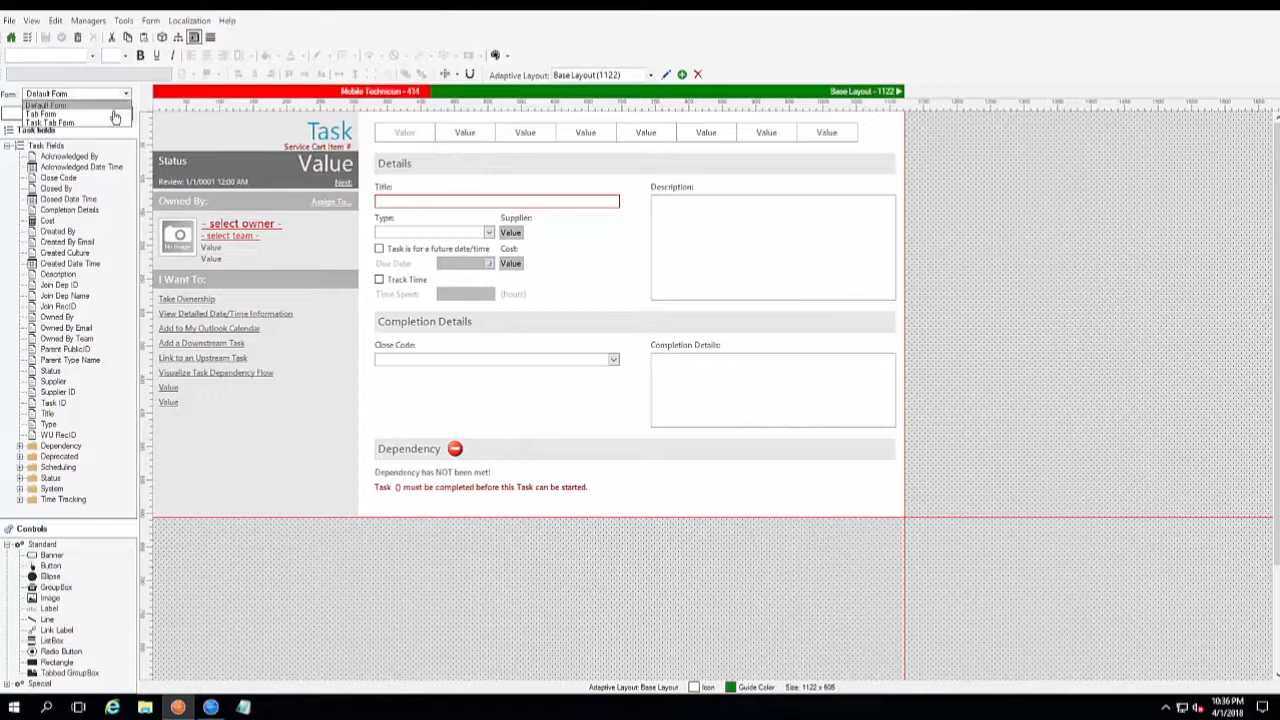 File View Edit Managers Tools Form Localization Help
B U I
Adaptive Layout: Base Layout (1122)
Form: Default Form
Default Form
Tab Form
Task Tab Form
Mobile Technician - 414
Base Layout - 1122
Task fields
Task Fields
Acknowledged By
Acknowledged Date Time
Close Code
Closed By
Closed Date Time
Completion Details
Cost
Created By
Created By Email
Created Culture
Created Date Time
Description
Join Dep ID
Join Dep Name
Join RecID
Owned By
Owned By Email
Owned By Team
Parent PublicID
Parent Type Name
Status
Supplier
Supplier ID
Task ID
Title
Type
WU RecID
Dependency
Deprecated
Scheduling
Status
System
Time Tracking
Controls
Standard
Banner
Button
Ellipse
GroupBox
Image
Label
Line
Link Label
ListBox
Radio Button
Rectangle
Tabbed GroupBox
Special
Task
Service Cart Item #
Status
Value
Review: 1/1/0001 12:00 AM
Next:
Owned By:
Assign To...
No Image
- select owner -
- select team -
Value
Value
I Want To:
Take Ownership
View Detailed Date/Time Information
Add to My Outlook Calendar
Add a Downstream Task
Link to an Upstream Task
Visualize Task Dependency Flow
Value
Value
Value Value Value Value Value Value Value Value
Details
Title:
Description:
Type:
Supplier:
Value
Task is for a future date/time
Cost:
Due Date:
Value
Track Time
Time Spent:
(hours)
Completion Details
Close Code:
Completion Details:
Dependency
Dependency has NOT been met!
Task () must be completed before this Task can be started.
Adaptive Layout: Base Layout
Icon
Guide Color
Size: 1122 x 605
10:36 PM
4/1/2018